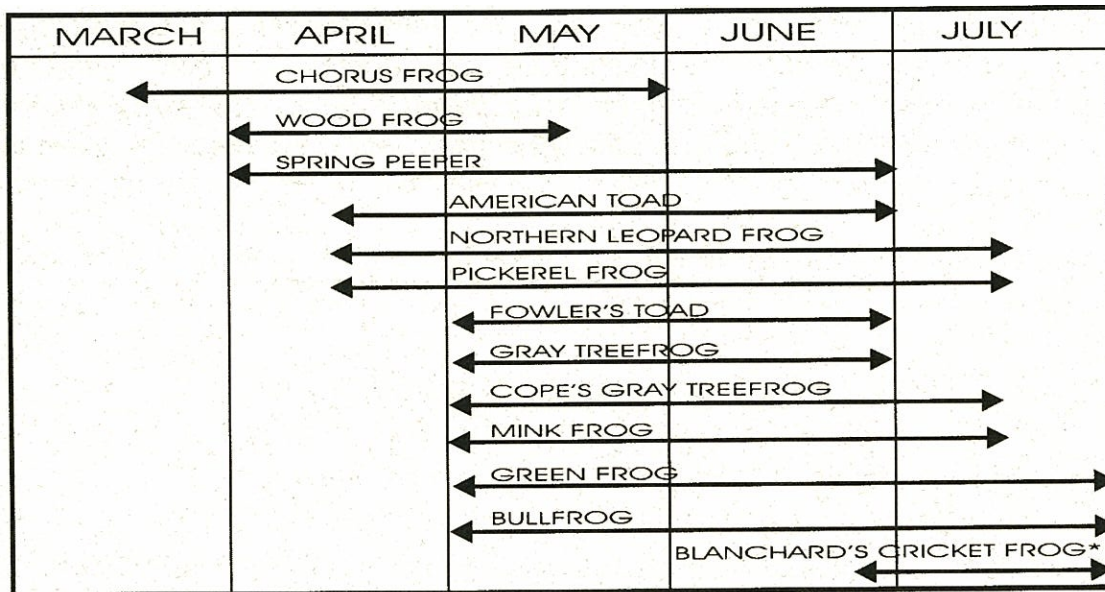 MARCH APRIL MAY JUNE JULY
CHORUS FROG
WOOD FROG
SPRING PEEPER
AMERICAN TOAD
NORTHERN LEOPARD FROG
PICKEREL FROG
FOWLER'S TOAD
GRAY TREEFROG
COPE'S GRAY TREEFROG
MINK FROG
GREEN FROG
BULLFROG
BLANCHARD'S CRICKET FROG*